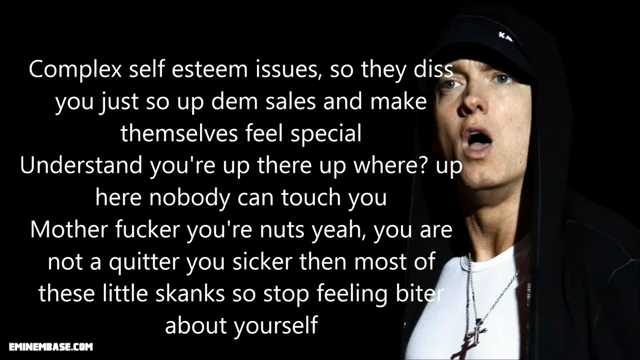 KA
Complex self esteem issues, so they diss
you just so up dem sales and make
themselves feel special
Understand you're up there up where? up
here nobody can touch you
Mother fucker you're nuts yeah, you are
not a quitter you sicker then most of
these little skanks so stop feeling biter
about yourself
EMINEMBASE.COM